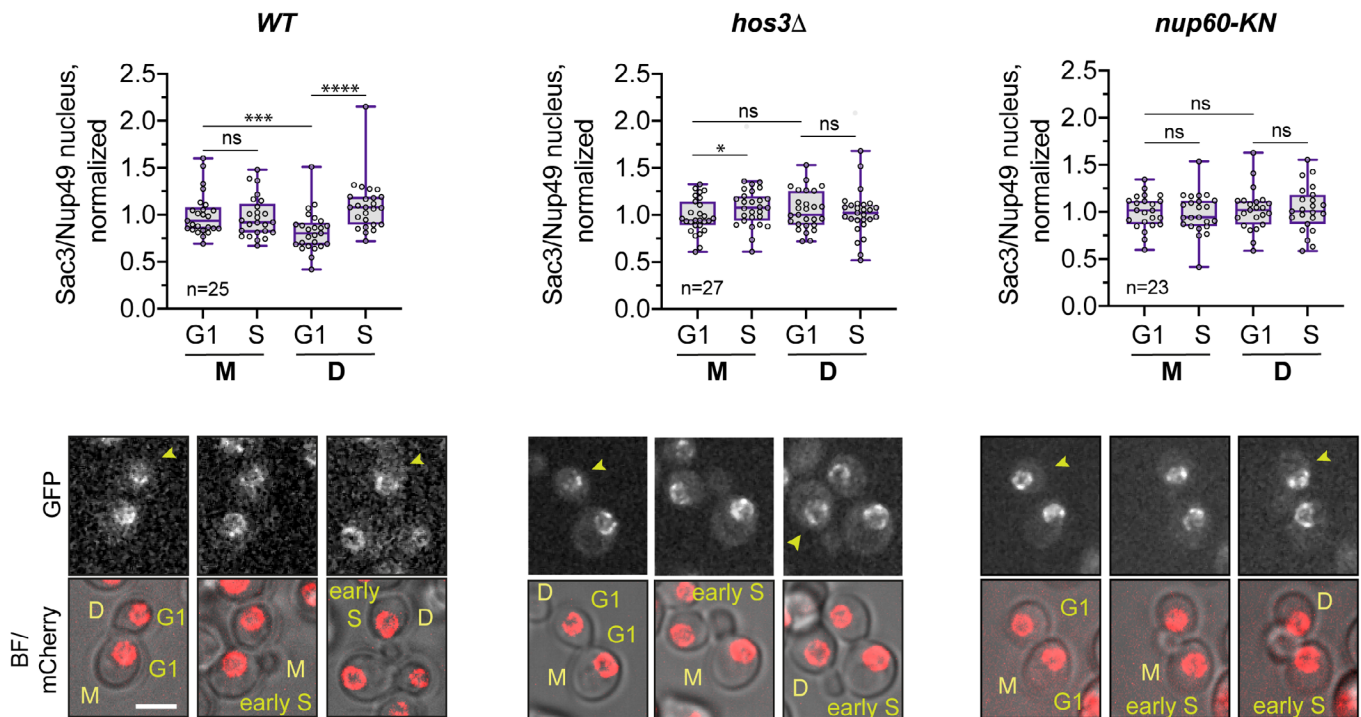 WT
hos3Δ
nup60-KN
Sac3/Nup49 nucleus,
normalized
2.5
2.0
1.5
1.0
0.5
0.0
***
****
ns
n=25
G1 S G1 S
M D
Sac3/Nup49 nucleus,
normalized
2.5
2.0
1.5
1.0
0.5
0.0
ns
ns
*
n=27
G1 S G1 S
M D
Sac3/Nup49 nucleus,
normalized
2.5
2.0
1.5
1.0
0.5
0.0
ns
ns
ns
n=23
G1 S G1 S
M D
GFP
BF/
mCherry
D
G1
G1
M
M
early S
early
S
D
D
G1
G1
M
early S
M
D
early S
G1
M
G1
M
early S
D
early S